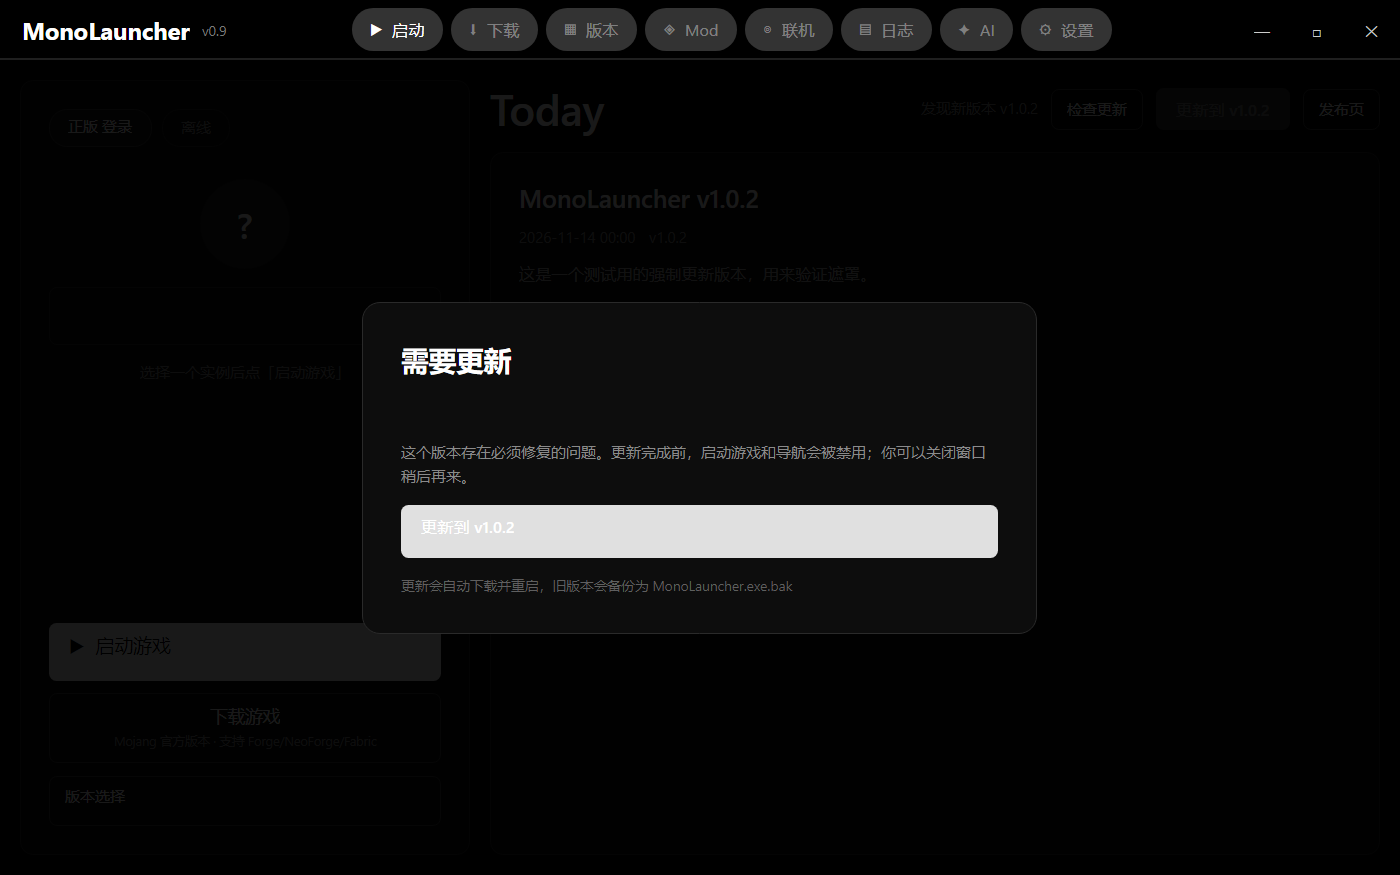 MonoLauncher v0.9
启动
下载
版本
Mod
联机
日志
AI
设置
正版 登录
离线
?
选择一个实例后点「启动游戏」
启动游戏
下载游戏
Mojang 官方版本 · 支持 Forge/NeoForge/Fabric
版本选择
Today
发现新版本 v1.0.2
检查更新
更新到 v1.0.2
发布页
MonoLauncher v1.0.2
2026-11-14 00:00 v1.0.2
这是一个测试用的强制更新版本，用来验证遮罩。
需要更新
这个版本存在必须修复的问题。更新完成前，启动游戏和导航会被禁用；你可以关闭窗口
稍后再来。
更新到 v1.0.2
更新会自动下载并重启，旧版本会备份为 MonoLauncher.exe.bak